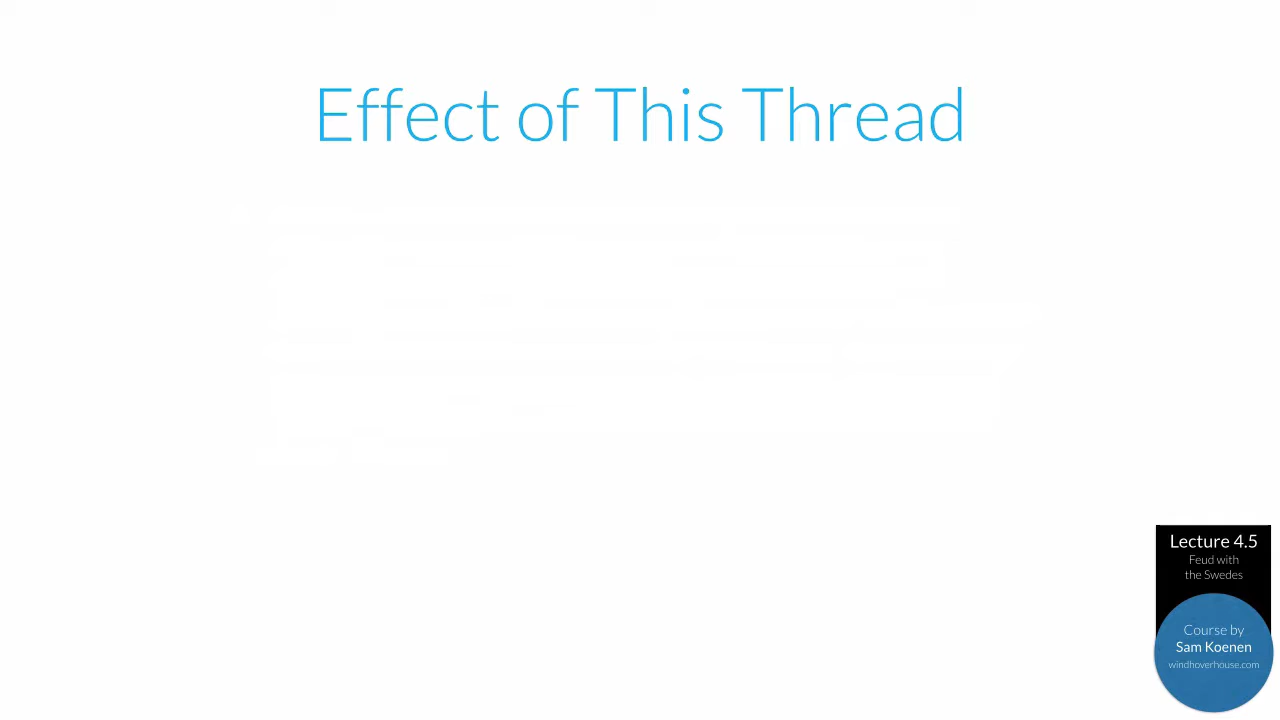 Effect of This Thread
Lecture 4.5
Feud with
the Swedes
Course by
Sam Koenen
windhoverhouse.com